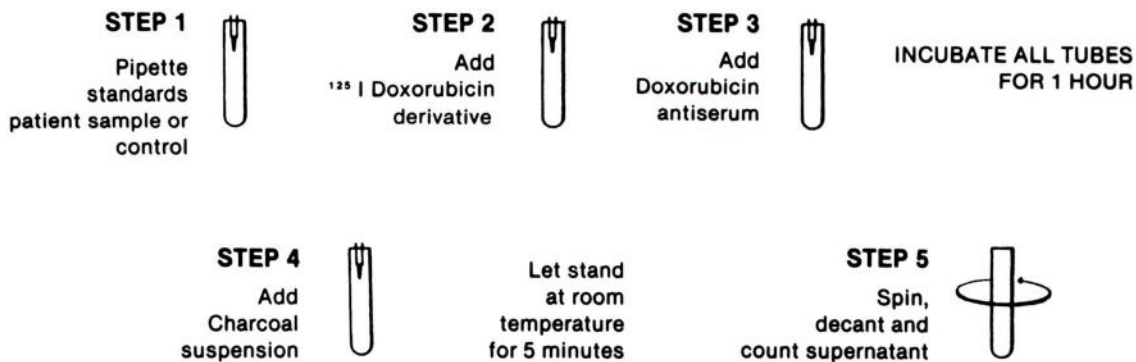 STEP 1
Pipette
standards
patient sample or
control
STEP 2
Add
¹²⁵ I Doxorubicin
derivative
STEP 3
Add
Doxorubicin
antiserum
INCUBATE ALL TUBES
FOR 1 HOUR
STEP 4
Add
Charcoal
suspension
Let stand
at room
temperature
for 5 minutes
STEP 5
Spin,
decant and
count supernatant